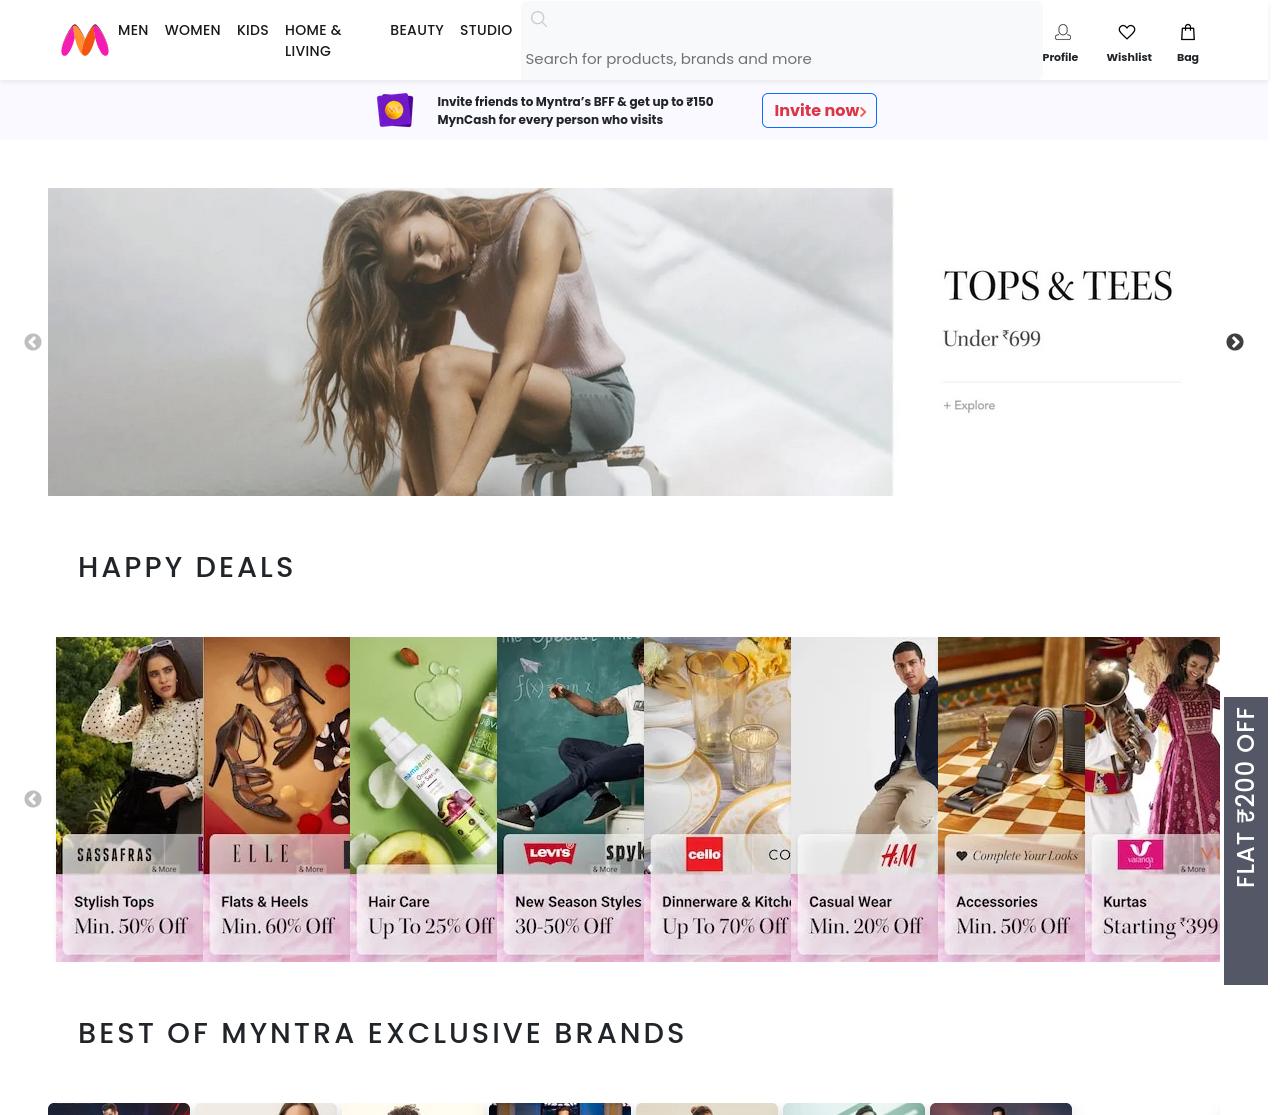 MEN WOMEN KIDS HOME & LIVING BEAUTY STUDIO
Search for products, brands and more
Profile Wishlist Bag
Invite friends to Myntra’s BFF & get up to ₹150
MynCash for every person who visits
Invite now
TOPS & TEES
Under ₹699
+ Explore
HAPPY DEALS
SASSAFRAS
& More
Stylish Tops
Min. 50% Off
ELLE
& More
Flats & Heels
Min. 60% Off
mamaearth
Onion
Hair Serum
Hair Care
Up To 25% Off
LEVI'S
& More
New Season Styles
30-50% Off
cello
CO
Dinnerware & Kitche
Up To 70% Off
H&M
Casual Wear
Min. 20% Off
Complete Your Looks
Accessories
Min. 50% Off
varanga
& More
Kurtas
Starting ₹399
FLAT ₹200 OFF
BEST OF MYNTRA EXCLUSIVE BRANDS